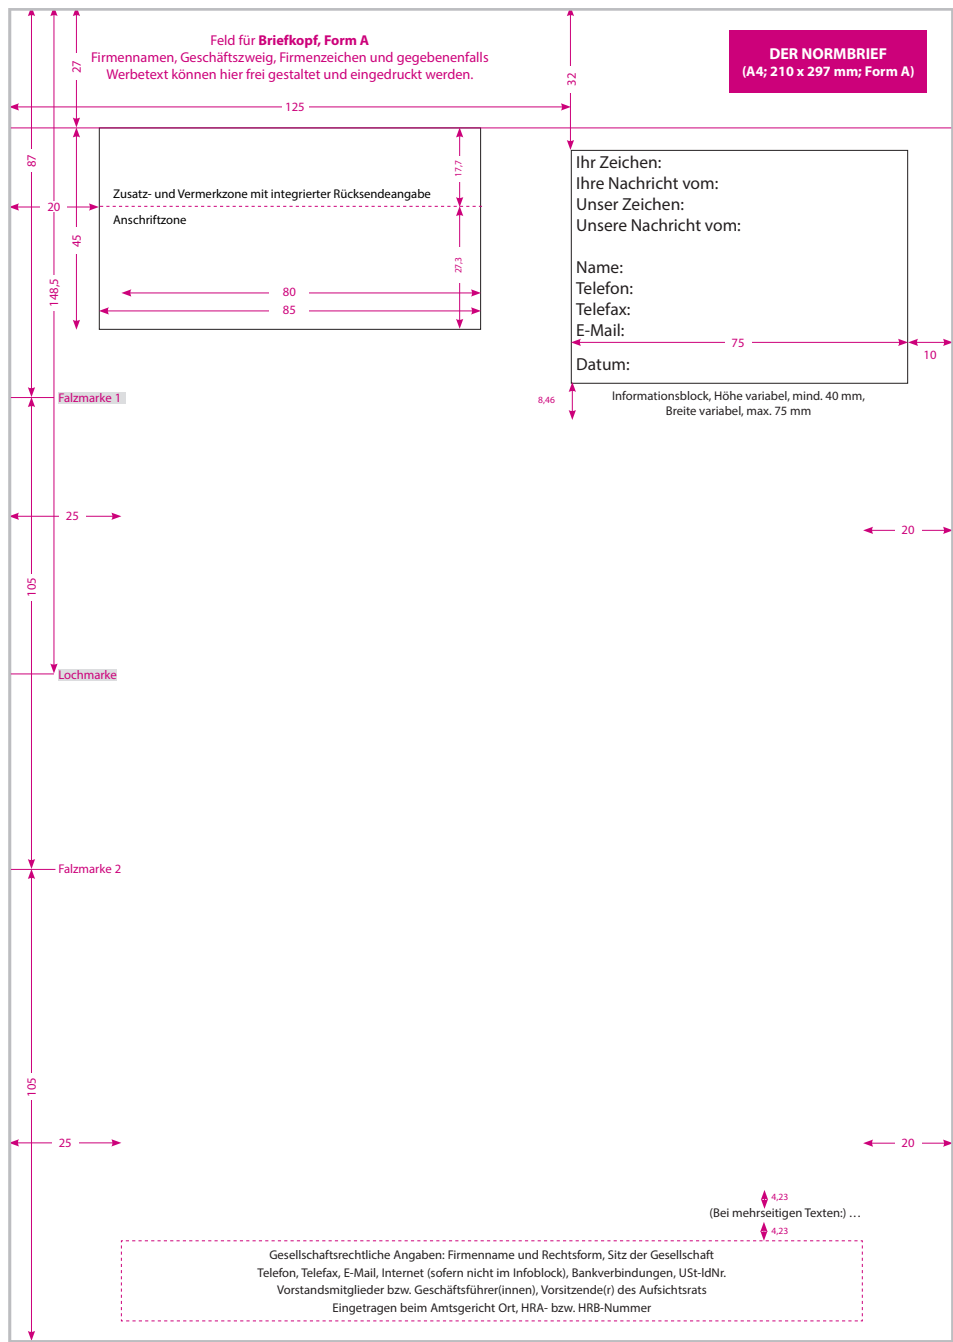 Feld für Briefkopf, Form A
Firmennamen, Geschäftszweig, Firmenzeichen und gegebenenfalls
Werbetext können hier frei gestaltet und eingedruckt werden.
DER NORMBRIEF
(A4; 210 x 297 mm; Form A)
27
32
125
87
17,7
Ihr Zeichen:
Ihre Nachricht vom:
Unser Zeichen:
Unsere Nachricht vom:
Zusatz- und Vermerkzone mit integrierter Rücksendeangabe
20
Anschriftzone
45
27,3
148,5
80
85
Name:
Telefon:
Telefax:
E-Mail:
75
10
Datum:
Falzmarke 1
8,46
Informationsblock, Höhe variabel, mind. 40 mm,
Breite variabel, max. 75 mm
25
20
105
Lochmarke
Falzmarke 2
105
25
20
4,23
(Bei mehrseitigen Texten:) …
4,23
Gesellschaftsrechtliche Angaben: Firmenname und Rechtsform, Sitz der Gesellschaft
Telefon, Telefax, E-Mail, Internet (sofern nicht im Infoblock), Bankverbindungen, USt-IdNr.
Vorstandsmitglieder bzw. Geschäftsführer(innen), Vorsitzende(r) des Aufsichtsrats
Eingetragen beim Amtsgericht Ort, HRA- bzw. HRB-Nummer